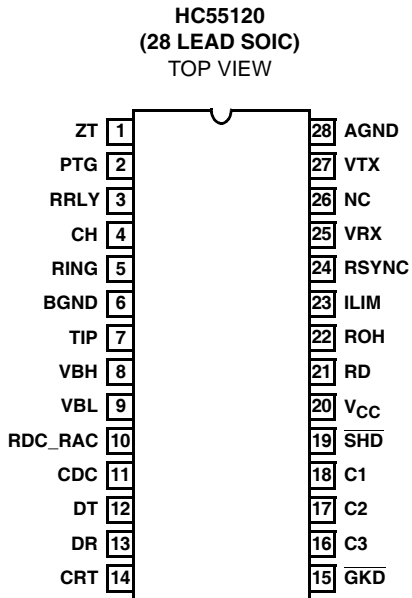 HC55120
(28 LEAD SOIC)
TOP VIEW
ZT 1 28 AGND
PTG 2 27 VTX
RRLY 3 26 NC
CH 4 25 VRX
RING 5 24 RSYNC
BGND 6 23 ILIM
TIP 7 22 ROH
VBH 8 21 RD
VBL 9 20 VCC
RDC_RAC 10 19 SHD
CDC 11 18 C1
DT 12 17 C2
DR 13 16 C3
CRT 14 15 GKD